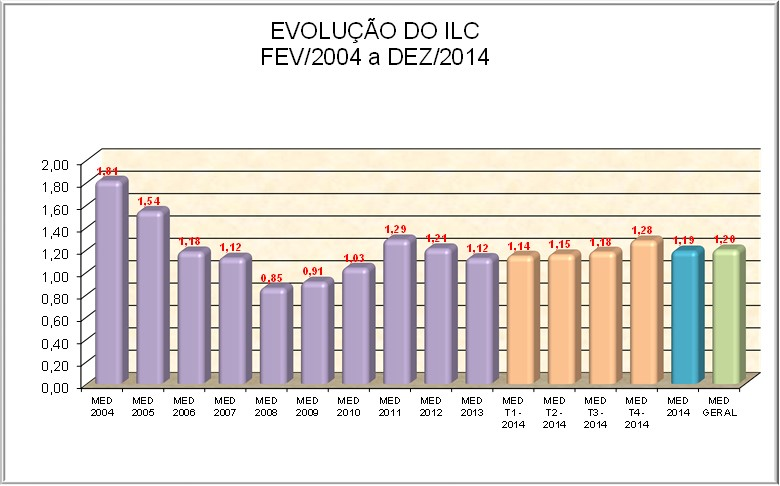 EVOLUÇÃO DO ILC
FEV/2004 a DEZ/2014
2,00
1,80
1,60
1,40
1,20
1,00
0,80
0,60
0,40
0,20
0,00
1,81
1,54
1,18
1,12
0,85
0,91
1,03
1,29
1,21
1,12
1,14
1,15
1,18
1,28
1,19
1,20
MED 2004
MED 2005
MED 2006
MED 2007
MED 2008
MED 2009
MED 2010
MED 2011
MED 2012
MED 2013
MED T1- 2014
MED T2- 2014
MED T3- 2014
MED T4- 2014
MED 2014
MED GERAL